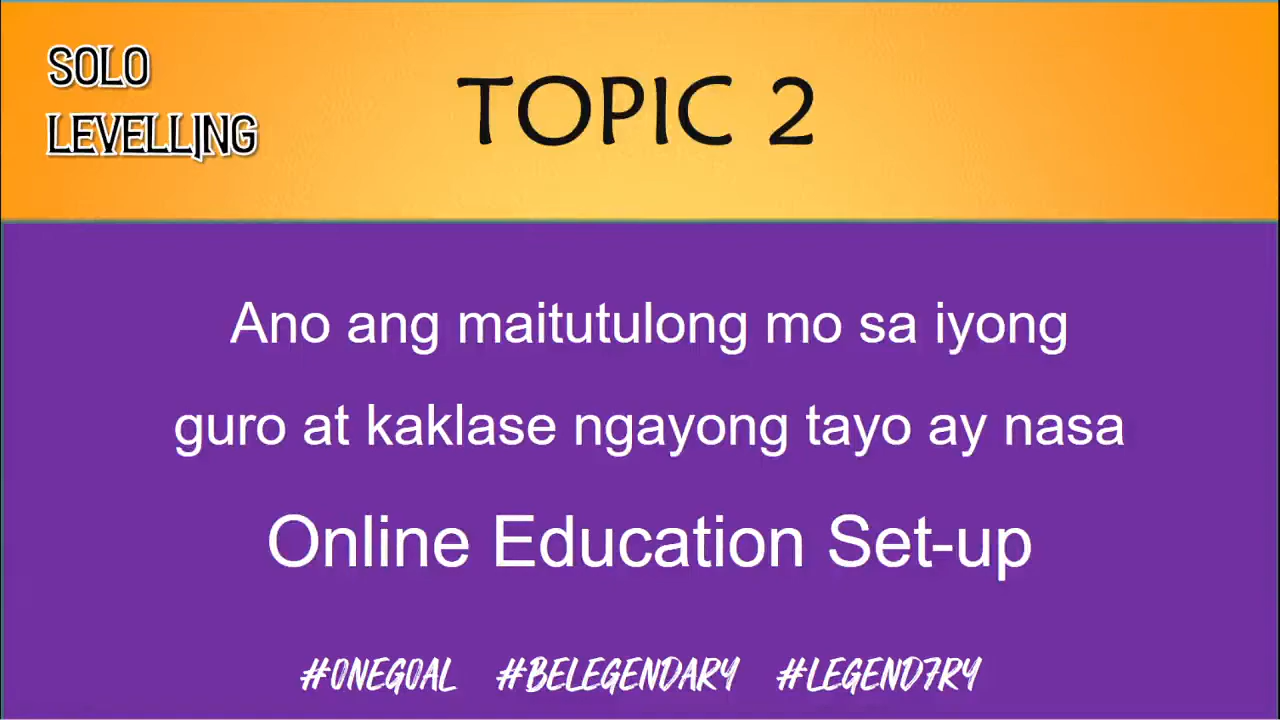 SOLO
LEVELLING
TOPIC 2
Ano ang maitutulong mo sa iyong
guro at kaklase ngayong tayo ay nasa
Online Education Set-up
#ONEGOAL #BELEGENDARY #LEGEND7RY